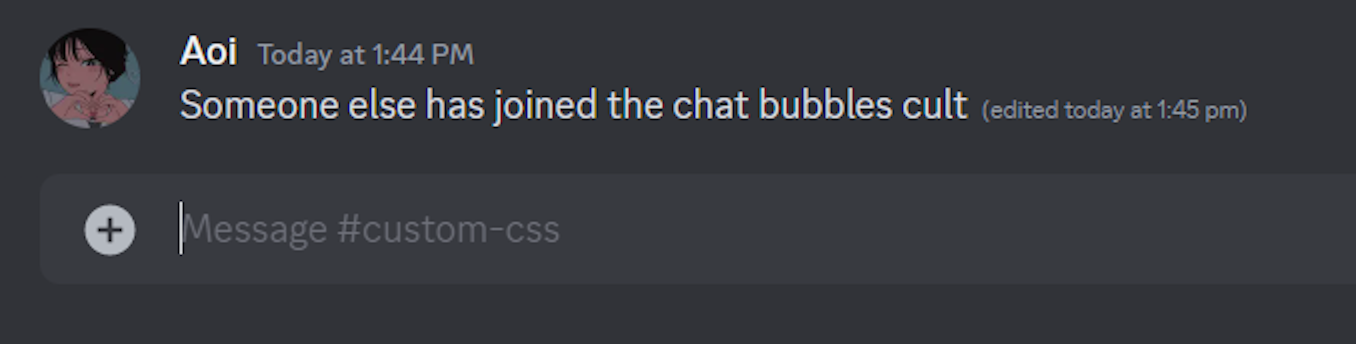 Aoi Today at 1:44 PM
Someone else has joined the chat bubbles cult (edited today at 1:45 pm)
Message #custom-css